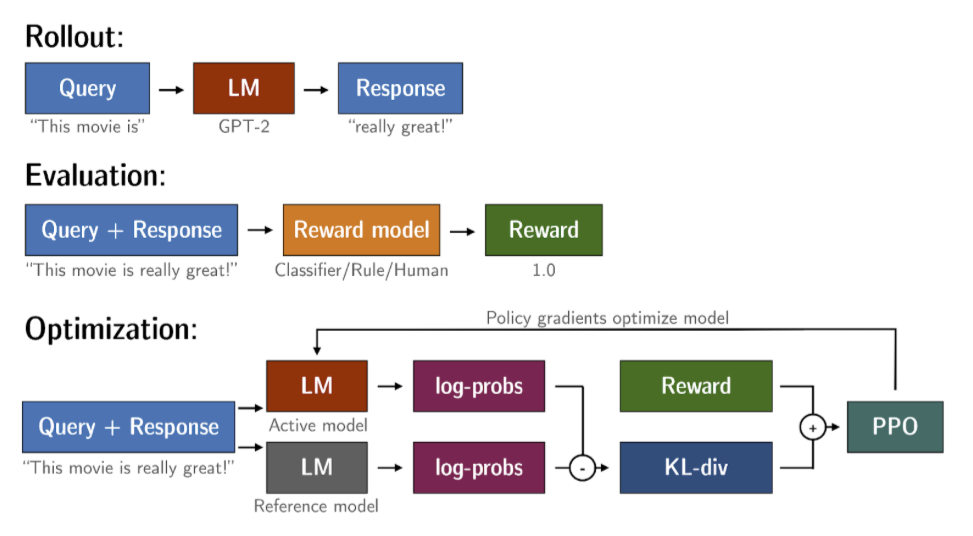 Rollout:
Query
LM
Response
“This movie is”
GPT-2
“really great!”
Evaluation:
Query + Response
Reward model
Reward
“This movie is really great!”
Classifier/Rule/Human
1.0
Optimization:
Policy gradients optimize model
LM
log-probs
Reward
Query + Response
Active model
+
PPO
“This movie is really great!”
LM
log-probs
-
KL-div
Reference model